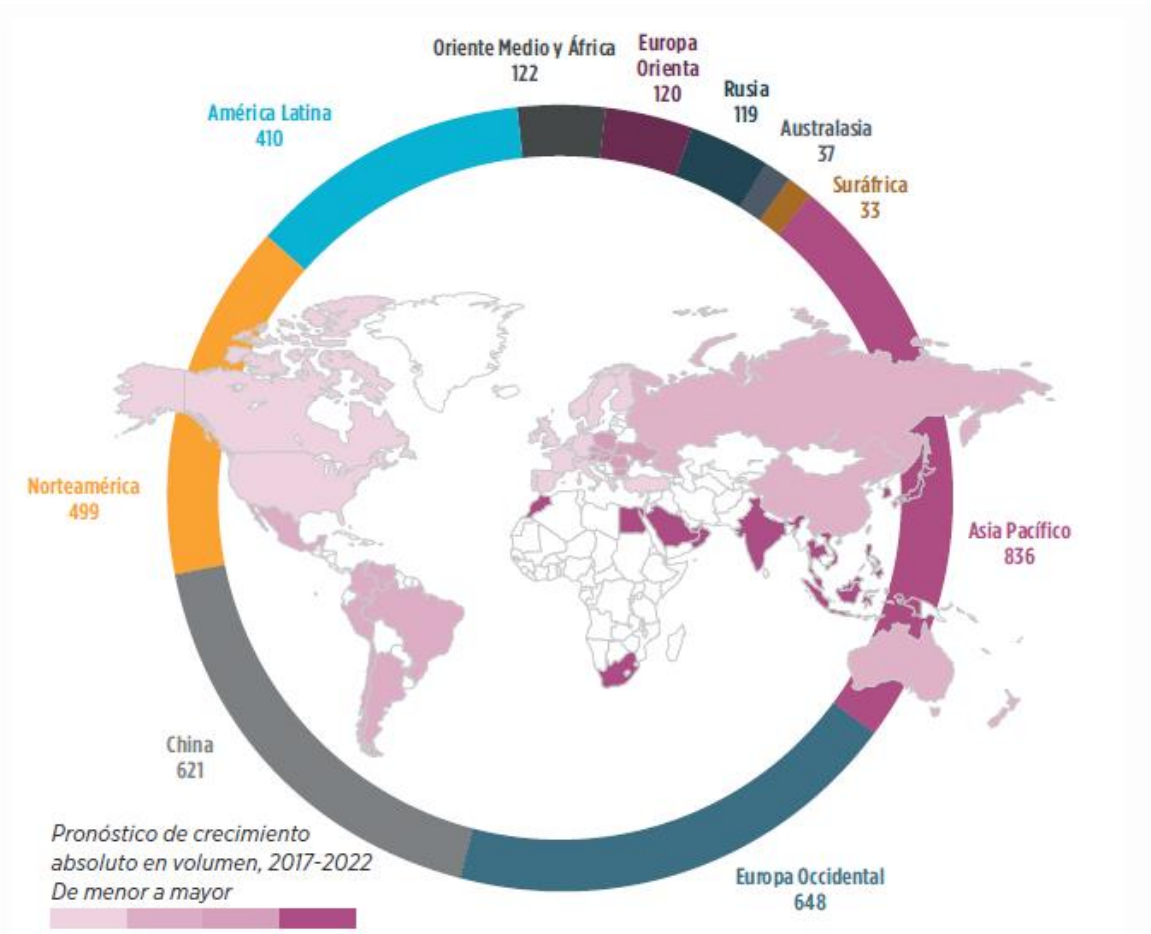 Oriente Medio y África
122
Europa
Orienta
120
Rusia
119
Australasia
37
Suráfrica
33
América Latina
410
Norteamérica
499
Asia Pacífico
836
China
621
Europa Occidental
648
Pronóstico de crecimiento
absoluto en volumen, 2017-2022
De menor a mayor